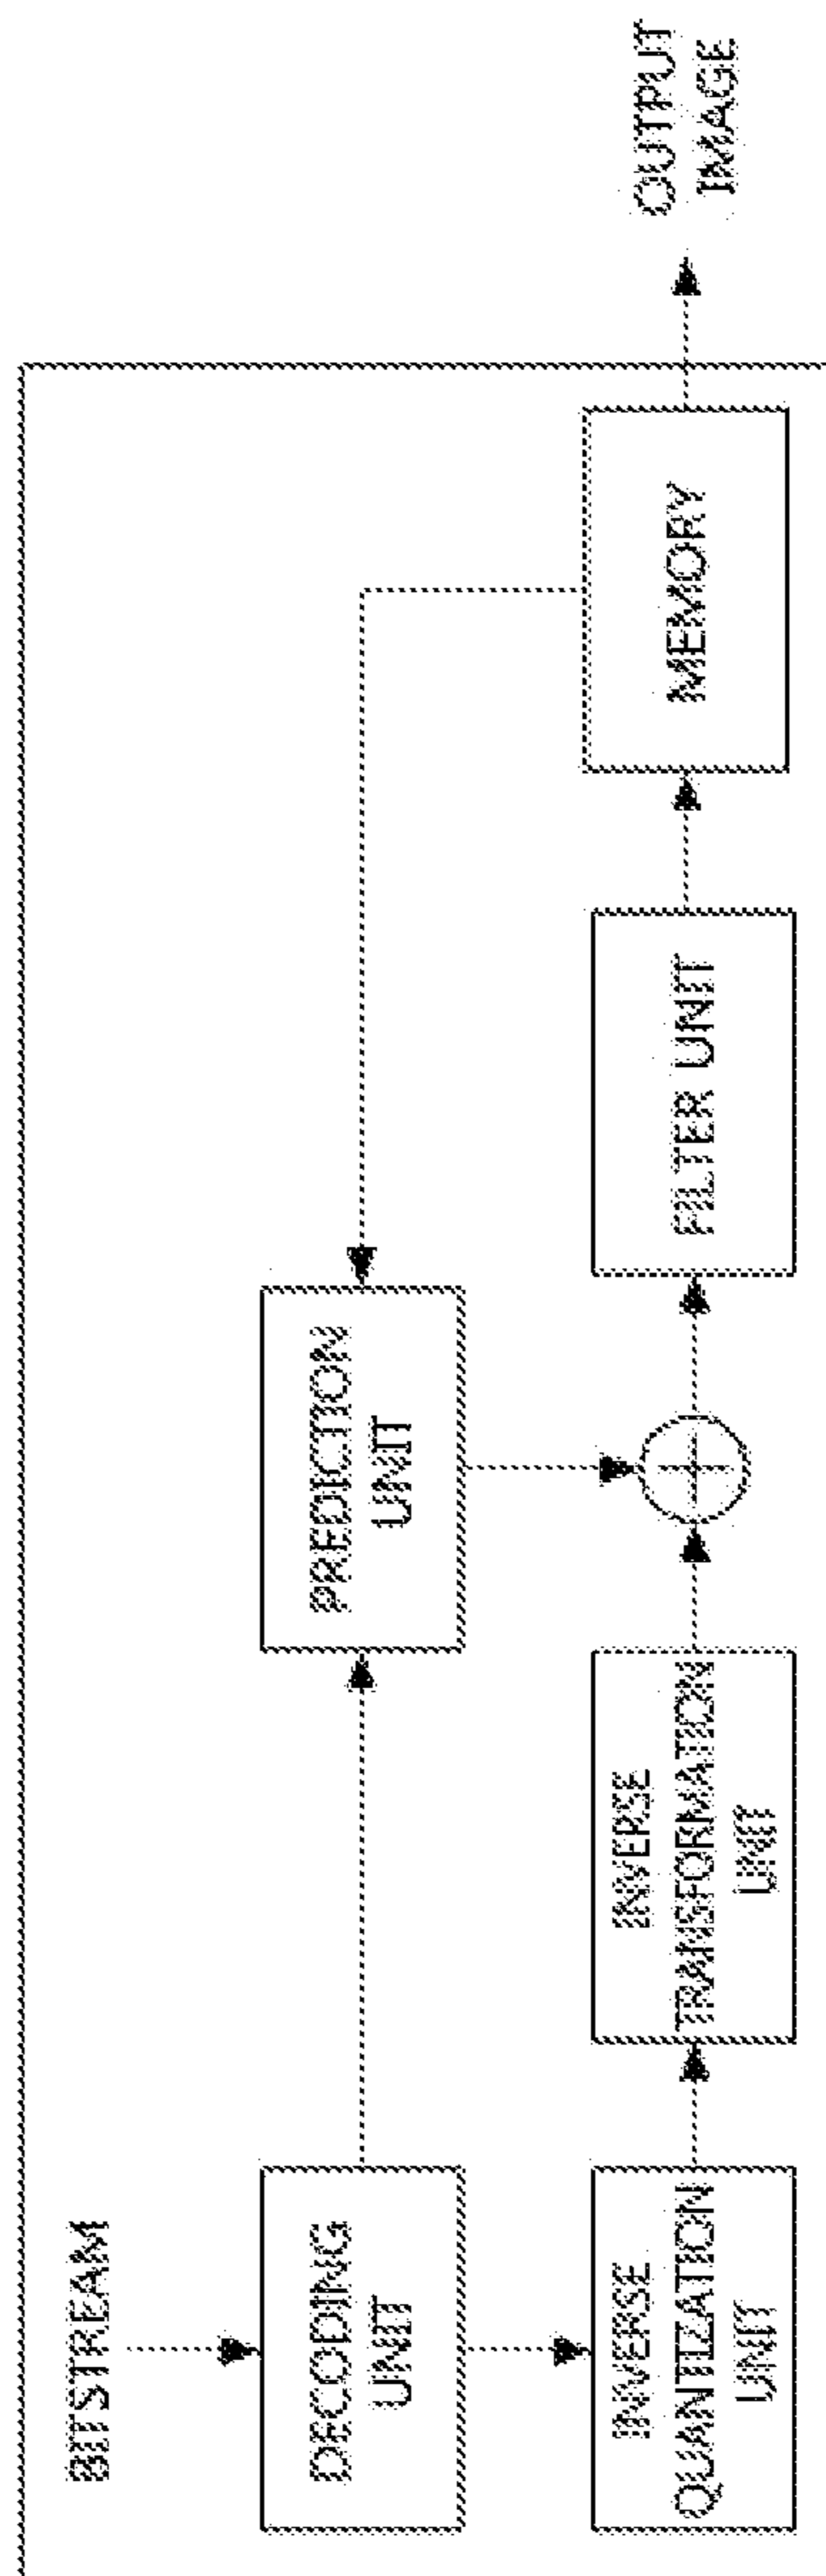 BITSTREAM
DECODING
UNIT
PREDICTION
UNIT
INVERSE
QUANTIZATION
UNIT
INVERSE
TRANSFORMATION
UNIT
FILTER UNIT
MEMORY
OUTPUT
IMAGE